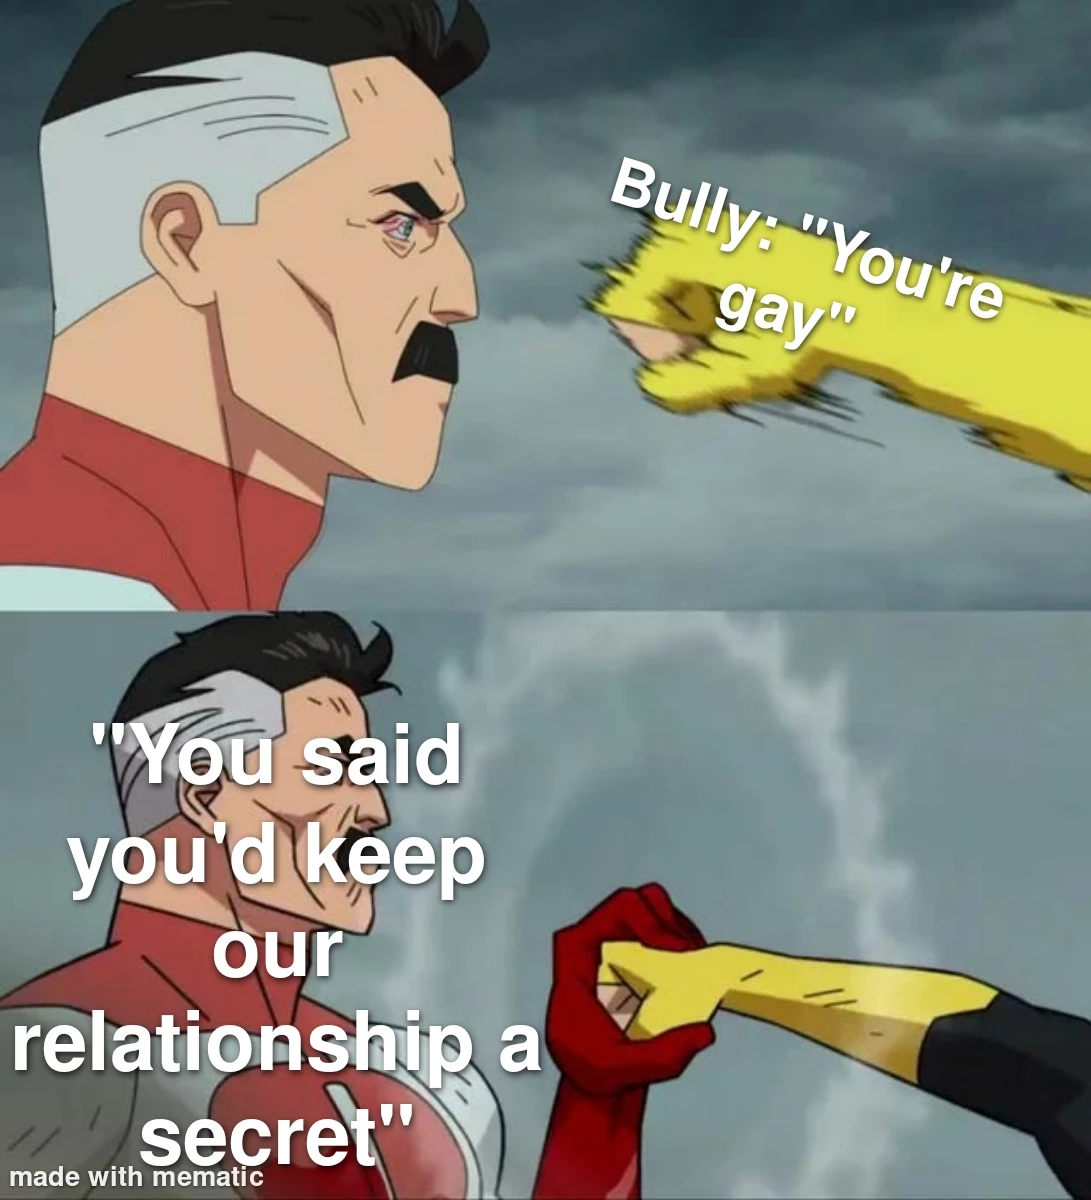 Bully: "You're
gay"
"You said
you'd keep
our
relationship a
secret"
made with mematic